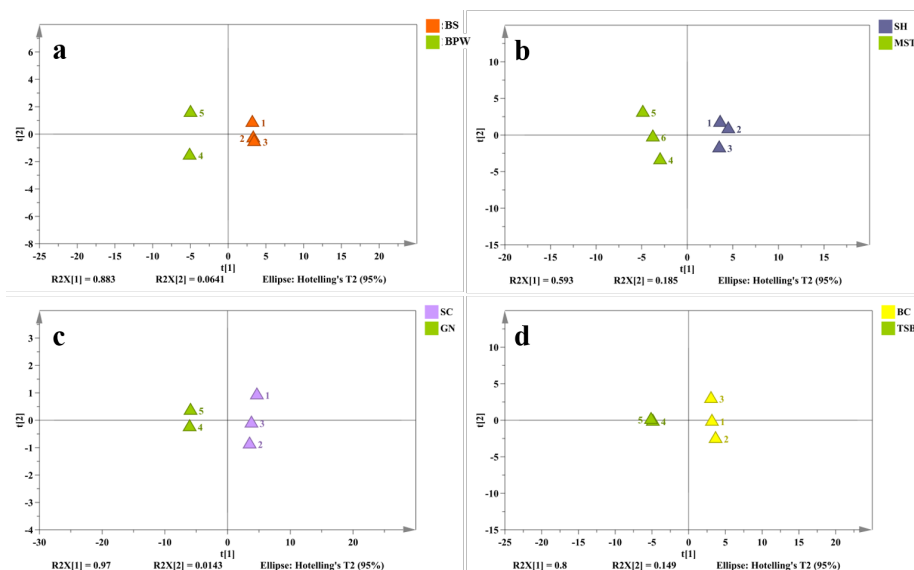 a
BS
BPW
t[2]
6
4
2
0
-2
-4
-6
-8
5
4
1
2
3
-25 -20 -15 -10 -5 0 5 10 15 20
t[1]
R2X[1] = 0.883 R2X[2] = 0.0641 Ellipse: Hotelling's T2 (95%)
b
SH
MST
t[2]
10
5
0
-5
-10
-15
5
6
4
1
2
3
-20 -15 -10 -5 0 5 10 15
t[1]
R2X[1] = 0.593 R2X[2] = 0.185 Ellipse: Hotelling's T2 (95%)
c
SC
GN
t[2]
3
2
1
0
-1
-2
-3
-4
5
4
1
3
2
-30 -20 -10 0 10 20
t[1]
R2X[1] = 0.97 R2X[2] = 0.0143 Ellipse: Hotelling's T2 (95%)
d
BC
TSB
t[2]
10
5
0
-5
-10
-15
5
4
3
1
2
-25 -20 -15 -10 -5 0 5 10 15 20
t[1]
R2X[1] = 0.8 R2X[2] = 0.149 Ellipse: Hotelling's T2 (95%)